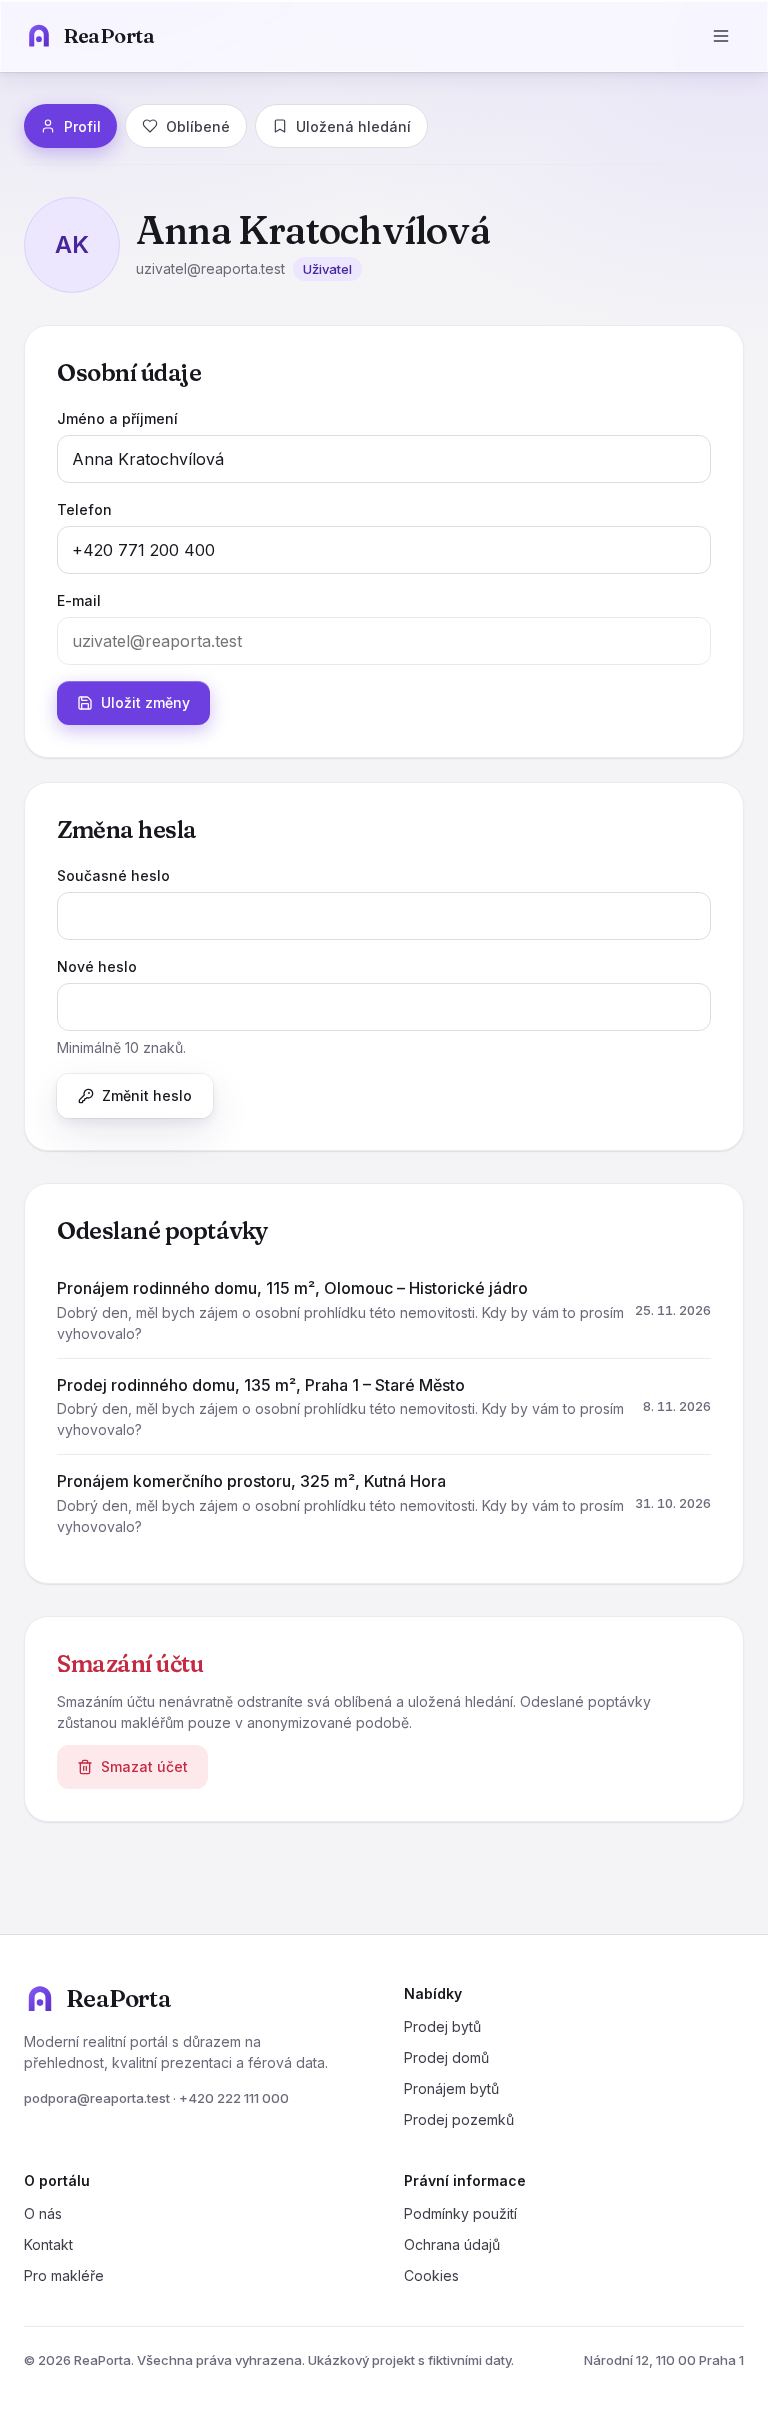 ReaPorta
Profil
Oblíbené
Uložená hledání
AK
Anna Kratochvílová
uzivatel@reaporta.test
Uživatel
Osobní údaje
Jméno a příjmení
Anna Kratochvílová
Telefon
+420 771 200 400
E-mail
uzivatel@reaporta.test
Uložit změny
Změna hesla
Současné heslo
Nové heslo
Minimálně 10 znaků.
Změnit heslo
Odeslané poptávky
Pronájem rodinného domu, 115 m², Olomouc – Historické jádro
Dobrý den, měl bych zájem o osobní prohlídku této nemovitosti. Kdy by vám to prosím
vyhovovalo?
25. 11. 2026
Prodej rodinného domu, 135 m², Praha 1 – Staré Město
Dobrý den, měl bych zájem o osobní prohlídku této nemovitosti. Kdy by vám to prosím
vyhovovalo?
8. 11. 2026
Pronájem komerčního prostoru, 325 m², Kutná Hora
Dobrý den, měl bych zájem o osobní prohlídku této nemovitosti. Kdy by vám to prosím
vyhovovalo?
31. 10. 2026
Smazání účtu
Smazáním účtu nenávratně odstraníte svá oblíbená a uložená hledání. Odeslané poptávky
zůstanou makléřům pouze v anonymizované podobě.
Smazat účet
ReaPorta
Moderní realitní portál s důrazem na
přehlednost, kvalitní prezentaci a férová data.
podpora@reaporta.test · +420 222 111 000
Nabídky
Prodej bytů
Prodej domů
Pronájem bytů
Prodej pozemků
O portálu
O nás
Kontakt
Pro makléře
Právní informace
Podmínky použití
Ochrana údajů
Cookies
© 2026 ReaPorta. Všechna práva vyhrazena. Ukázkový projekt s fiktivními daty.
Národní 12, 110 00 Praha 1